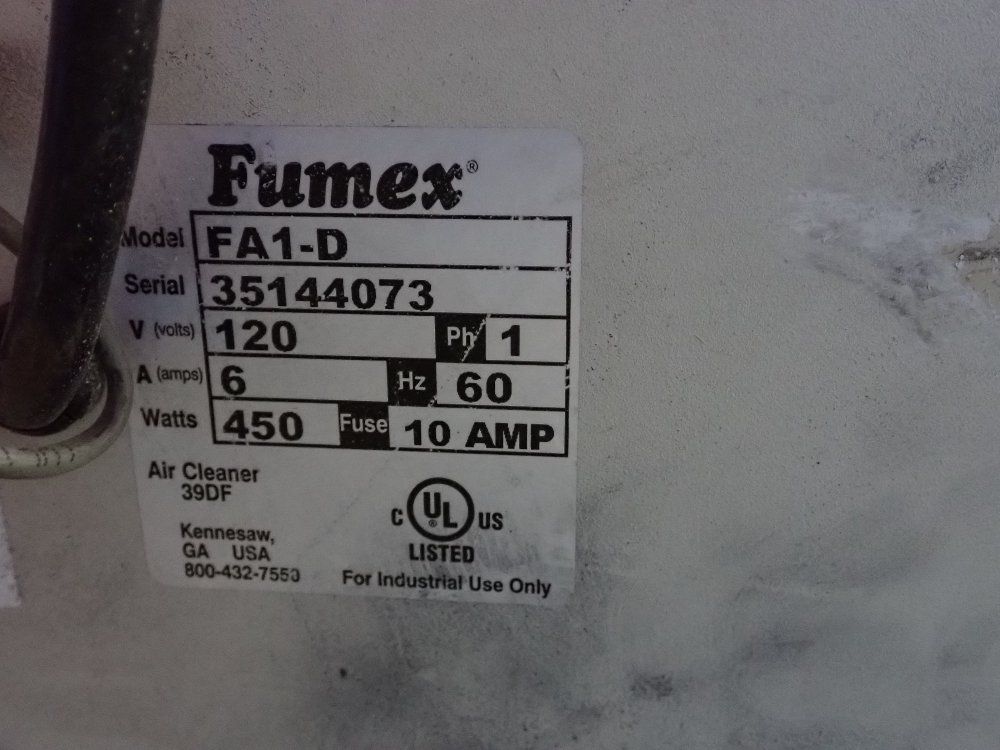 Fumex®
Model FA1-D
Serial 35144073
V (volts) 120 Ph 1
A (amps) 6 Hz 60
Watts 450 Fuse 10 AMP
Air Cleaner
39DF
C UL® US
LISTED
Kennesaw,
GA USA
800-432-7550
For Industrial Use Only